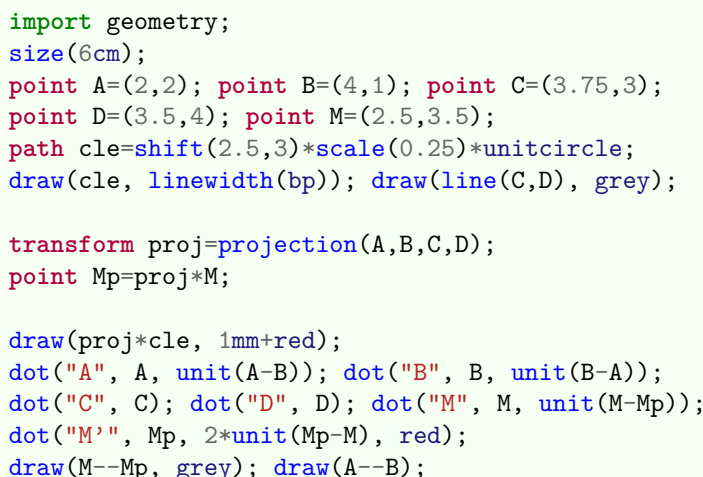 import geometry;
size(6cm);
point A=(2,2); point B=(4,1); point C=(3.75,3);
point D=(3.5,4); point M=(2.5,3.5);
path cle=shift(2.5,3)*scale(0.25)*unitcircle;
draw(cle, linewidth(bp)); draw(line(C,D), grey);
transform proj=projection(A,B,C,D);
point Mp=proj*M;
draw(proj*cle, 1mm+red);
dot("A", A, unit(A-B)); dot("B", B, unit(B-A));
dot("C", C); dot("D", D); dot("M", M, unit(M-Mp));
dot("M'", Mp, 2*unit(Mp-M), red);
draw(M--Mp, grey); draw(A--B);